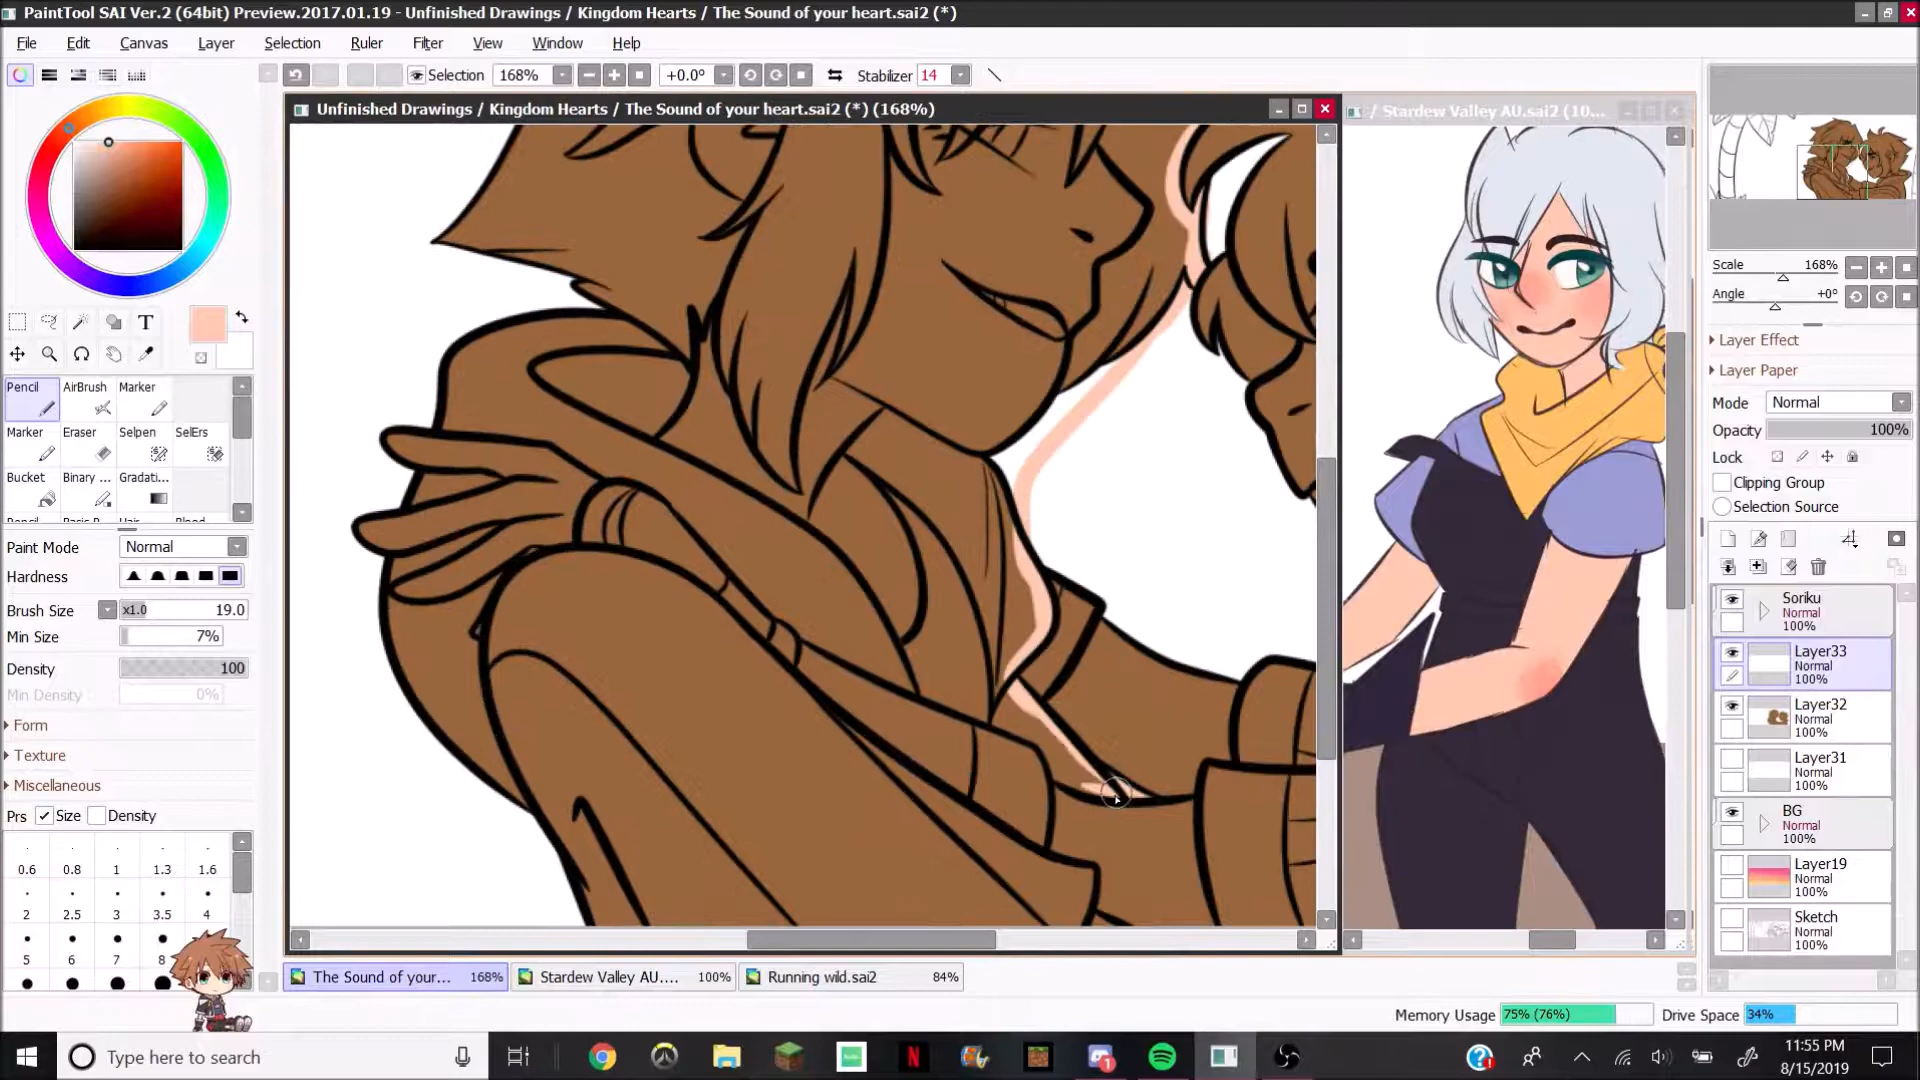 PaintTool SAI Ver.2 (64bit) Preview.2017.01.19 - Unfinished Drawings / Kingdom Hearts / The Sound of your heart.sai2 (*)
File Edit Canvas Layer Selection Ruler Filter View Window Help
Selection 168% +0.0° Stabilizer 14
Unfinished Drawings / Kingdom Hearts / The Sound of your heart.sai2 (*) (168%)
/ Stardew Valley AU.sai2 (10...
Scale 168%
Angle +0°
T
Layer Effect
Layer Paper
Mode Normal
Opacity 100%
Lock
Clipping Group
Selection Source
Pencil AirBrush Marker
Marker Eraser Selpen SelErs
Bucket Binary ... Gradati...
Paint Mode Normal
Hardness
Brush Size x1.0 19.0
Min Size 7%
Density 100
Min Density 0%
Form
Texture
Miscellaneous
Prs Size Density
0.6 0.8 1 1.3 1.6
2 2.5 3 3.5 4
5 6 7 8
Soriku
Normal
100%
Layer33
Normal
100%
Layer32
Normal
100%
Layer31
Normal
100%
BG
Normal
100%
Layer19
Normal
100%
Sketch
Normal
100%
The Sound of your... 168% Stardew Valley AU.... 100% Running wild.sai2 84%
Memory Usage 75% (76%) Drive Space 34%
Type here to search
N
1
11:55 PM
8/15/2019